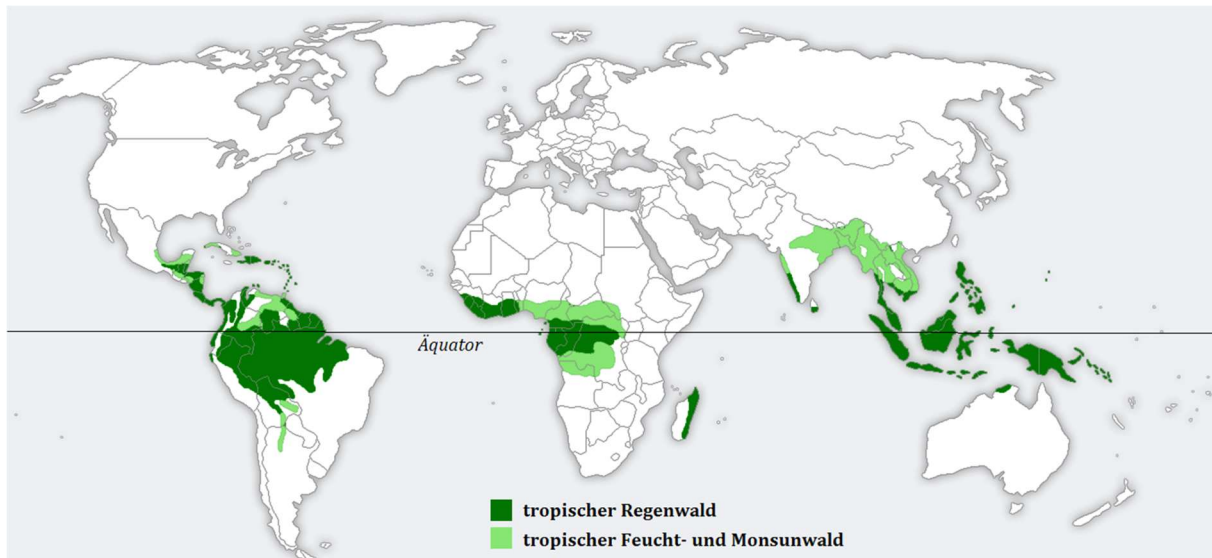 Äquator
tropischer Regenwald
tropischer Feucht- und Monsunwald